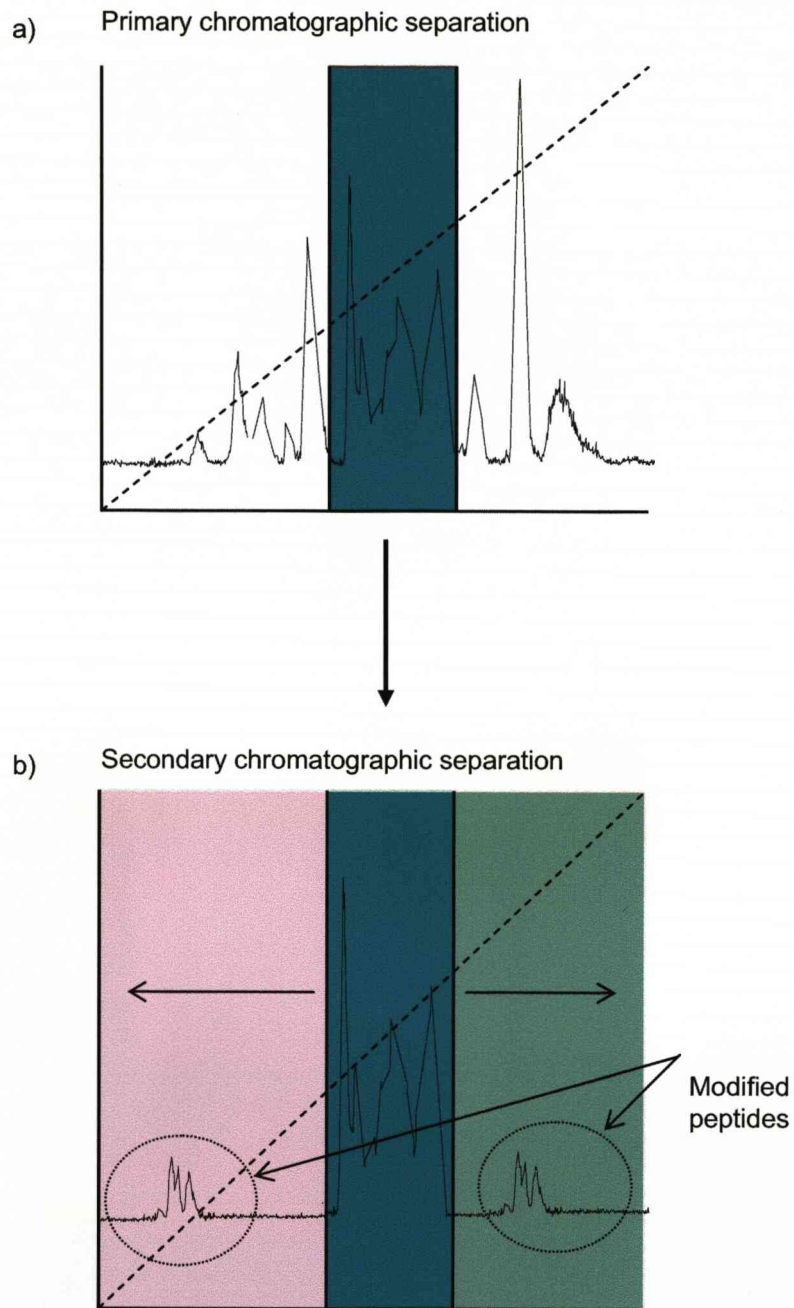 a) Primary chromatographic separation
b) Secondary chromatographic separation
Modified
peptides